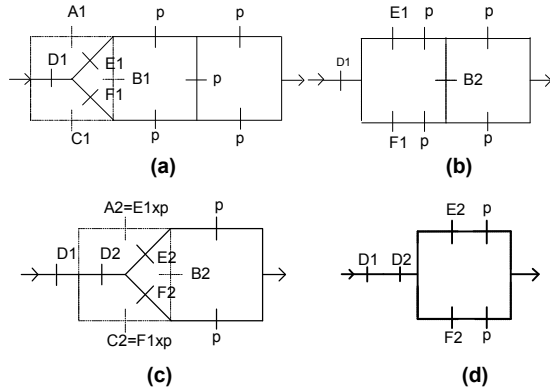 A1 p p
D1 E1 B1 p
F1
C1 p p
(a)
E1 p p
D1 B2
F1 p p
(b)
A2=E1xp p
D1 D2 E2 B2
F2
C2=F1xp p
(c)
E2 p
D1 D2
F2 p
(d)